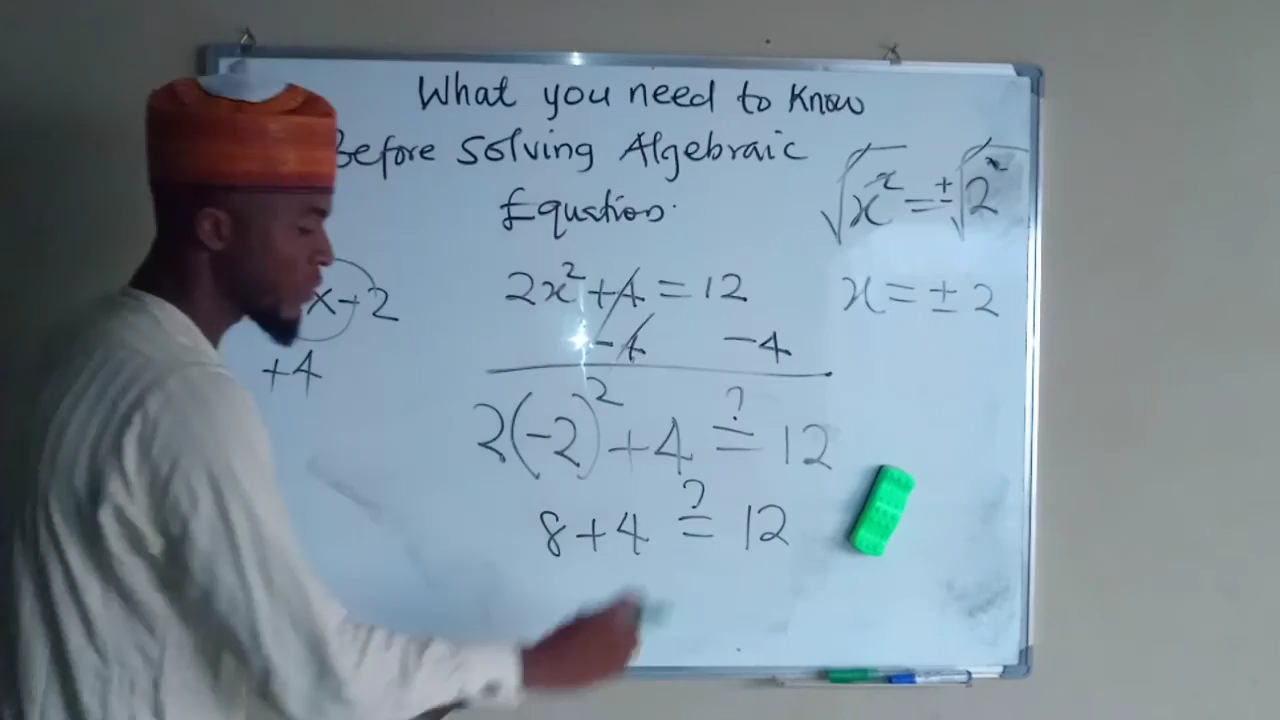 What you need to Know
Before Solving Algebraic
Equstion.
√x² = ±√2²
2x² + 4 = 12
x = ± 2
x - 2
- 4 - 4
+4
2(-2)² + 4 ≟ 12
8 + 4 ≟ 12